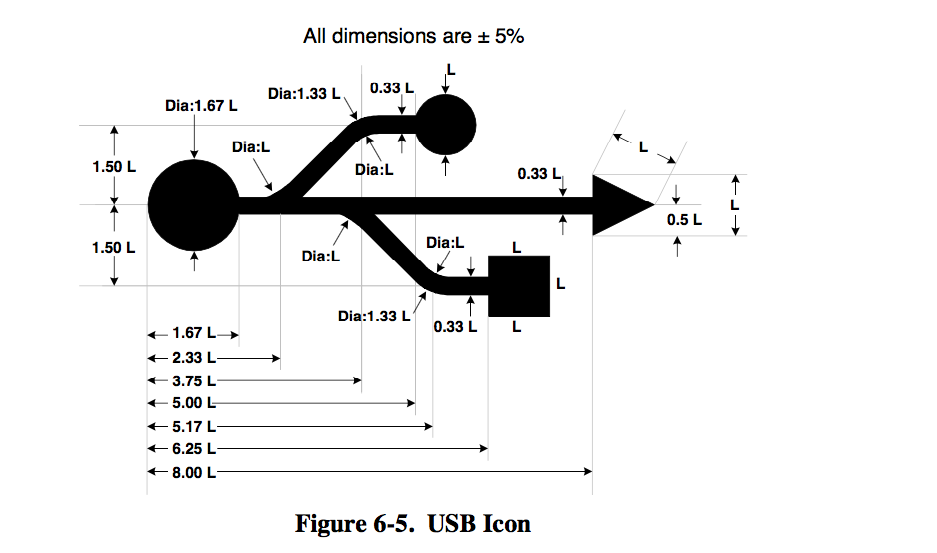 All dimensions are ± 5%
L
Dia:1.33 L
0.33 L
Dia:1.67 L
Dia:L
L
1.50 L
Dia:L
0.33 L
L
0.5 L
1.50 L
Dia:L
Dia:L
L
L
Dia:1.33 L
0.33 L
L
1.67 L
2.33 L
3.75 L
5.00 L
5.17 L
6.25 L
8.00 L
Figure 6-5. USB Icon